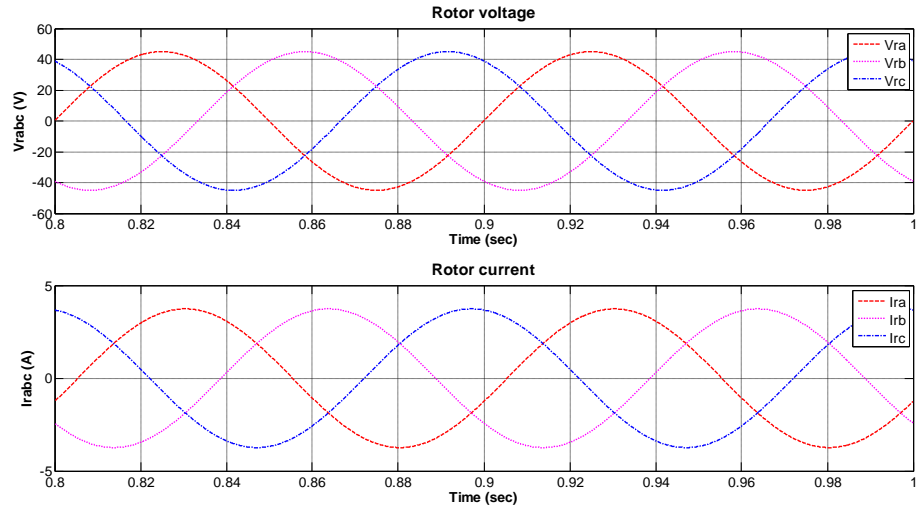 Rotor voltage
60
40
20
0
-20
-40
-60
Vrabc (V)
Vra
Vrb
Vrc
0.8 0.82 0.84 0.86 0.88 0.9 0.92 0.94 0.96 0.98 1
Time (sec)
Rotor current
5
0
-5
Irabc (A)
Ira
Irb
Irc
0.8 0.82 0.84 0.86 0.88 0.9 0.92 0.94 0.96 0.98 1
Time (sec)